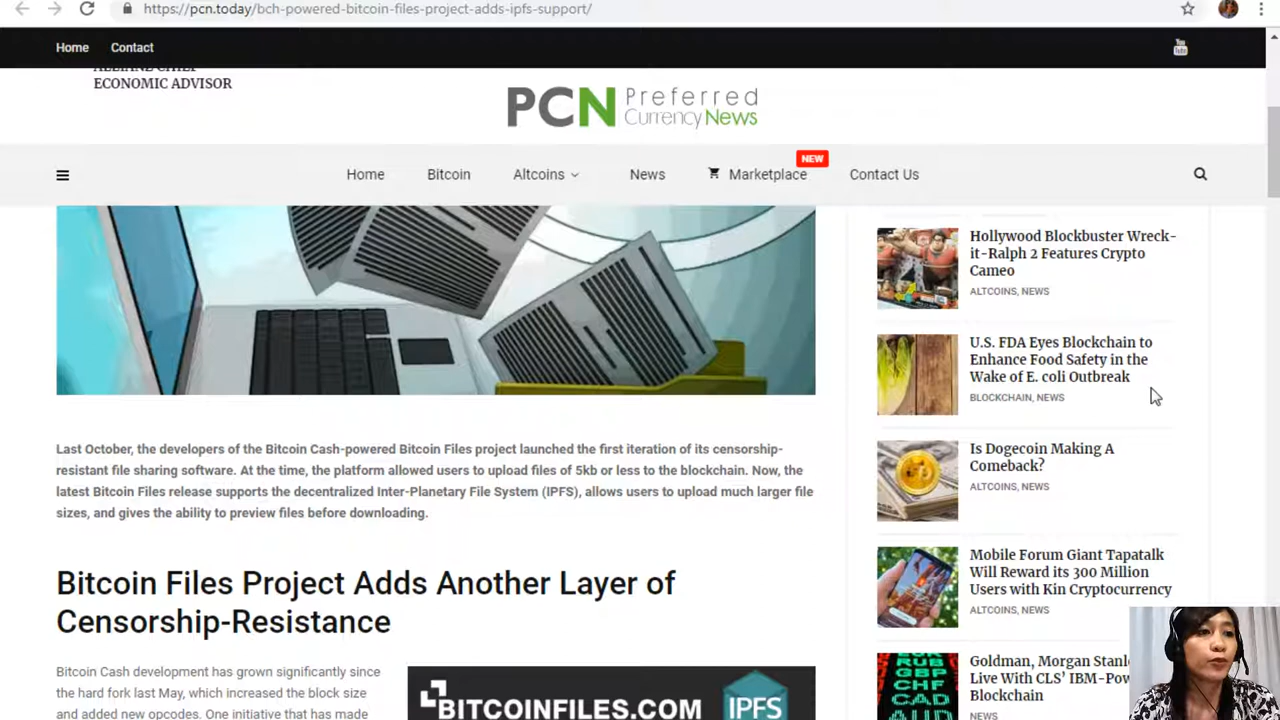 https://pcn.today/bch-powered-bitcoin-files-project-adds-ipfs-support/
Home Contact
You
ECONOMIC ADVISOR
PCN Preferred Currency News
NEW
Home Bitcoin Altcoins News Marketplace Contact Us
Last October, the developers of the Bitcoin Cash-powered Bitcoin Files project launched the first iteration of its censorship-
resistant file sharing software. At the time, the platform allowed users to upload files of 5kb or less to the blockchain. Now, the
latest Bitcoin Files release supports the decentralized Inter-Planetary File System (IPFS), allows users to upload much larger file
sizes, and gives the ability to preview files before downloading.
Bitcoin Files Project Adds Another Layer of
Censorship-Resistance
Bitcoin Cash development has grown significantly since
the hard fork last May, which increased the block size
and added new opcodes. One initiative that has made
BITCOINFILES.COM IPFS
Hollywood Blockbuster Wreck-
it-Ralph 2 Features Crypto
Cameo
ALTCOINS, NEWS
U.S. FDA Eyes Blockchain to
Enhance Food Safety in the
Wake of E. coli Outbreak
BLOCKCHAIN, NEWS
Is Dogecoin Making A
Comeback?
ALTCOINS, NEWS
Mobile Forum Giant Tapatalk
Will Reward its 300 Million
Users with Kin Cryptocurrency
ALTCOINS, NEWS
Goldman, Morgan Stanl
Live With CLS' IBM-Pow
Blockchain
NEWS
RUB
GBP
CHF
CAD
AUD